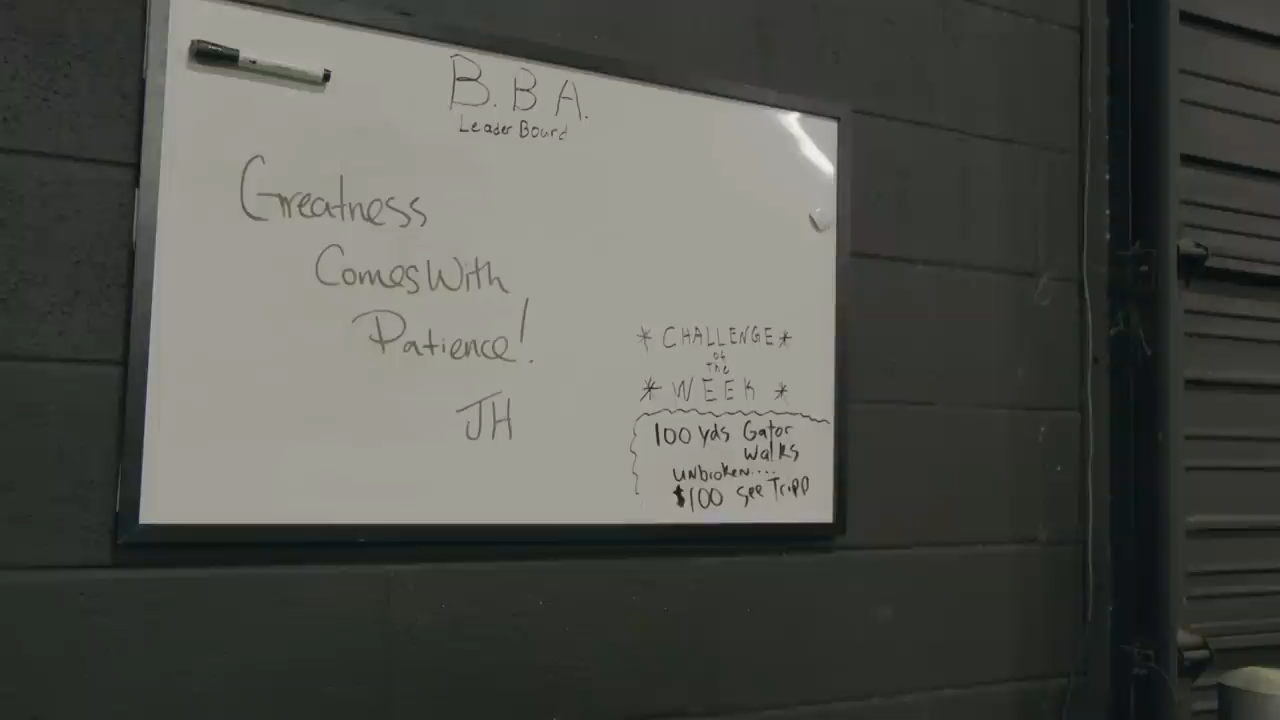 B.B A.
Leader Board
Greatness
Comes With
Patience!
JH
* CHALLENGE *
of
The
* WEEK *
100 yds Gator
walks
unbroken....
$100 see Tripp